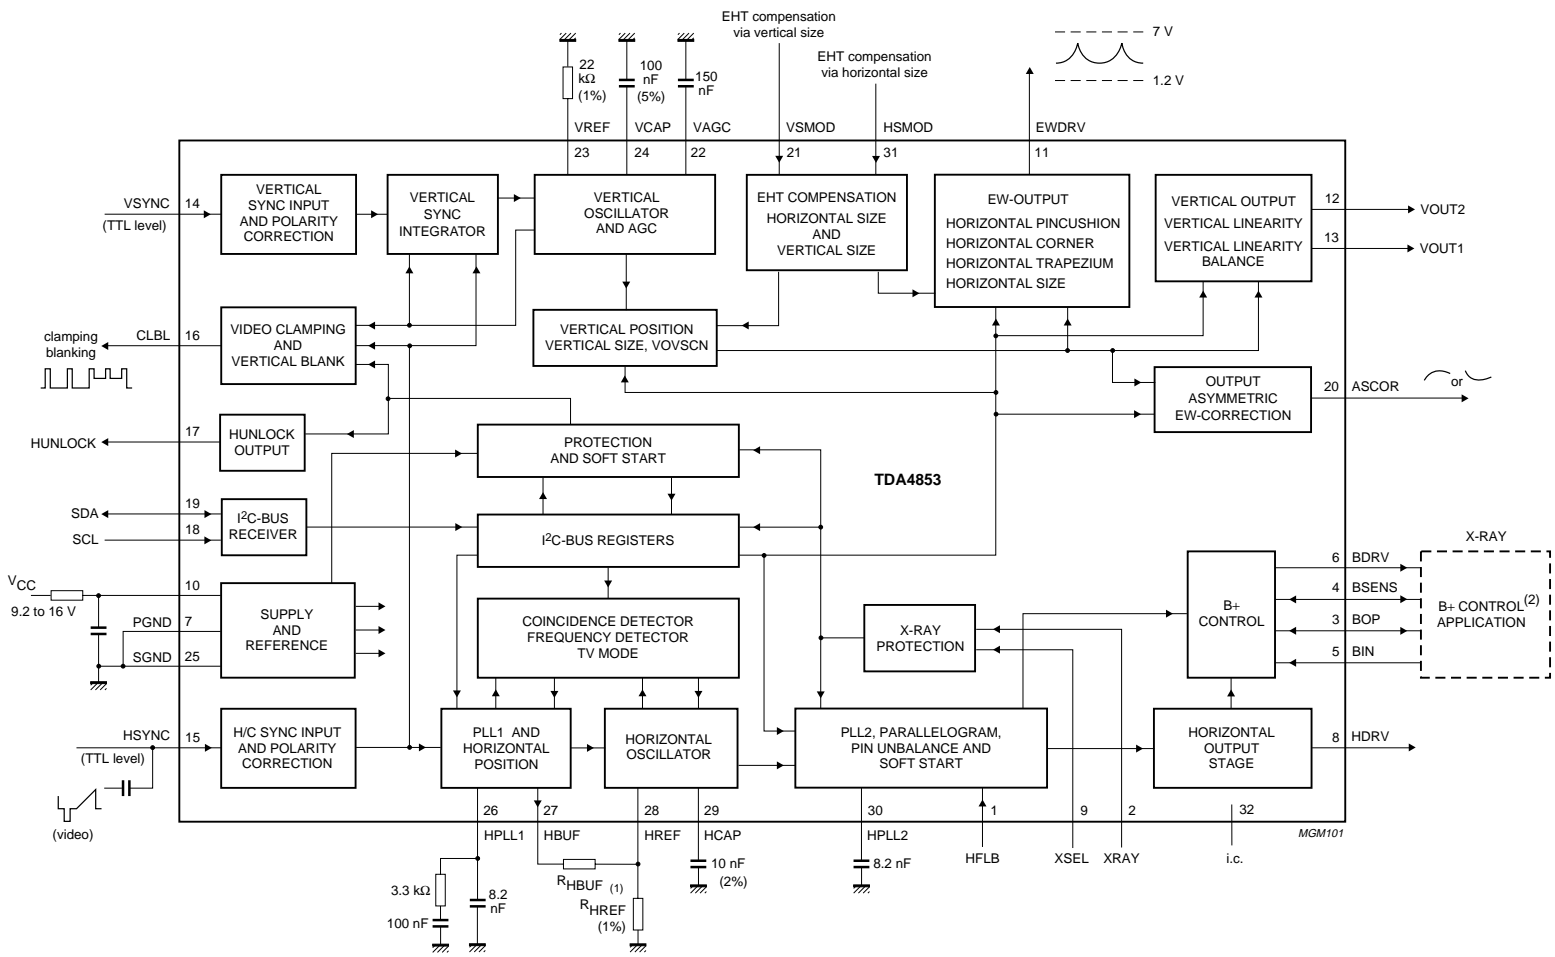 EHT compensation
via vertical size
EHT compensation
via horizontal size
7 V
1.2 V
22
kΩ
(1%)
100
nF
(5%)
150
nF
VREF
VCAP
VAGC
VSMOD
HSMOD
EWDRV
23
24
22
21
31
11
VSYNC
(TTL level)
14
VERTICAL
SYNC INPUT
AND POLARITY
CORRECTION
VERTICAL
SYNC
INTEGRATOR
VERTICAL
OSCILLATOR
AND AGC
EHT COMPENSATION
HORIZONTAL SIZE
AND
VERTICAL SIZE
EW-OUTPUT
HORIZONTAL PINCUSHION
HORIZONTAL CORNER
HORIZONTAL TRAPEZIUM
HORIZONTAL SIZE
VERTICAL OUTPUT
VERTICAL LINEARITY
VERTICAL LINEARITY
BALANCE
12
VOUT2
13
VOUT1
clamping
blanking
CLBL
16
VIDEO CLAMPING
AND
VERTICAL BLANK
VERTICAL POSITION
VERTICAL SIZE, VOVSCN
OUTPUT
ASYMMETRIC
EW-CORRECTION
20
ASCOR
or
HUNLOCK
17
HUNLOCK
OUTPUT
PROTECTION
AND SOFT START
TDA4853
SDA
19
SCL
18
I²C-BUS
RECEIVER
I²C-BUS REGISTERS
X-RAY
6
BDRV
4
BSENS
3
BOP
5
BIN
B+
CONTROL
B+ CONTROL(2)
APPLICATION
VCC
9.2 to 16 V
10
PGND
7
SGND
25
SUPPLY
AND
REFERENCE
COINCIDENCE DETECTOR
FREQUENCY DETECTOR
TV MODE
X-RAY
PROTECTION
HSYNC
(TTL level)
15
(video)
H/C SYNC INPUT
AND POLARITY
CORRECTION
PLL1 AND
HORIZONTAL
POSITION
HORIZONTAL
OSCILLATOR
PLL2, PARALLELOGRAM,
PIN UNBALANCE AND
SOFT START
HORIZONTAL
OUTPUT
STAGE
8
HDRV
26
27
28
29
30
1
9
2
32
MGM101
HPLL1
HBUF
HREF
HCAP
HPLL2
HFLB
XSEL
XRAY
i.c.
3.3 kΩ
100 nF
8.2
nF
RHBUF (1)
RHREF
(1%)
10 nF
(2%)
8.2 nF